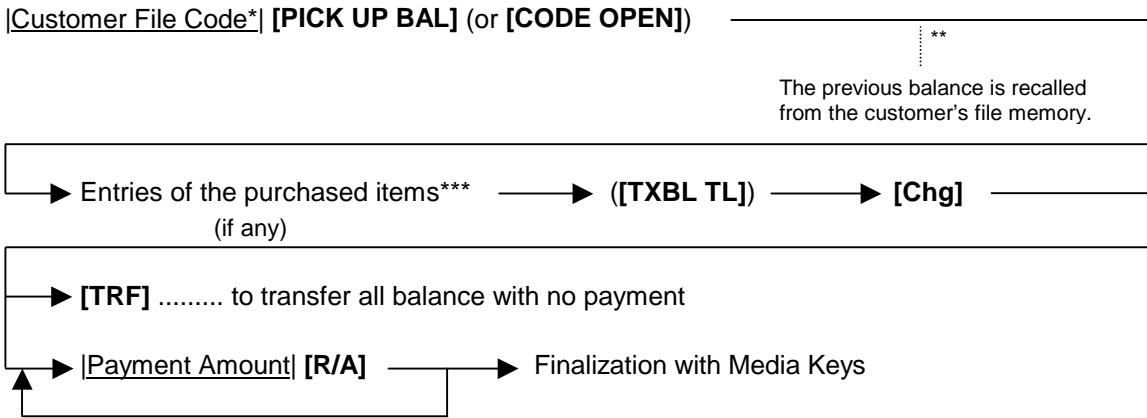 |Customer File Code*| [PICK UP BAL] (or [CODE OPEN])
**
The previous balance is recalled
from the customer's file memory.
Entries of the purchased items*** ([TXBL TL]) [Chg]
(if any)
[TRF] ......... to transfer all balance with no payment
|Payment Amount| [R/A] Finalization with Media Keys